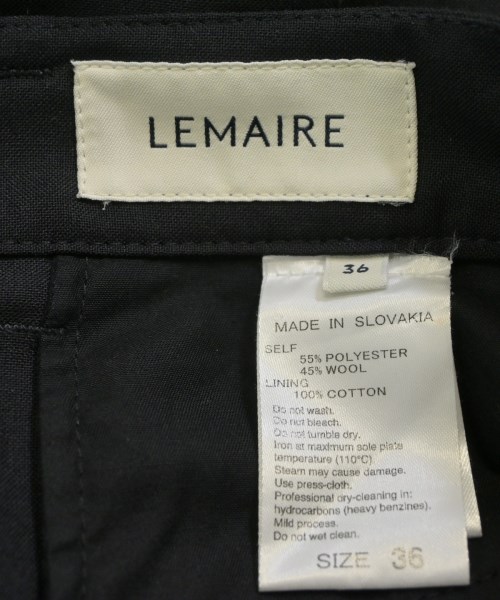 LEMAIRE
36
MADE IN SLOVAKIA
SELF
55% POLYESTER
45% WOOL
LINING
100% COTTON
Do not wash.
Do not bleach.
Do not tumble dry.
Iron at maximum sole plate
temperature (110°C).
Steam may cause damage.
Use press-cloth.
Professional dry-cleaning in:
hydrocarbons (heavy benzines).
Mild process.
Do not wet clean.
SIZE 36